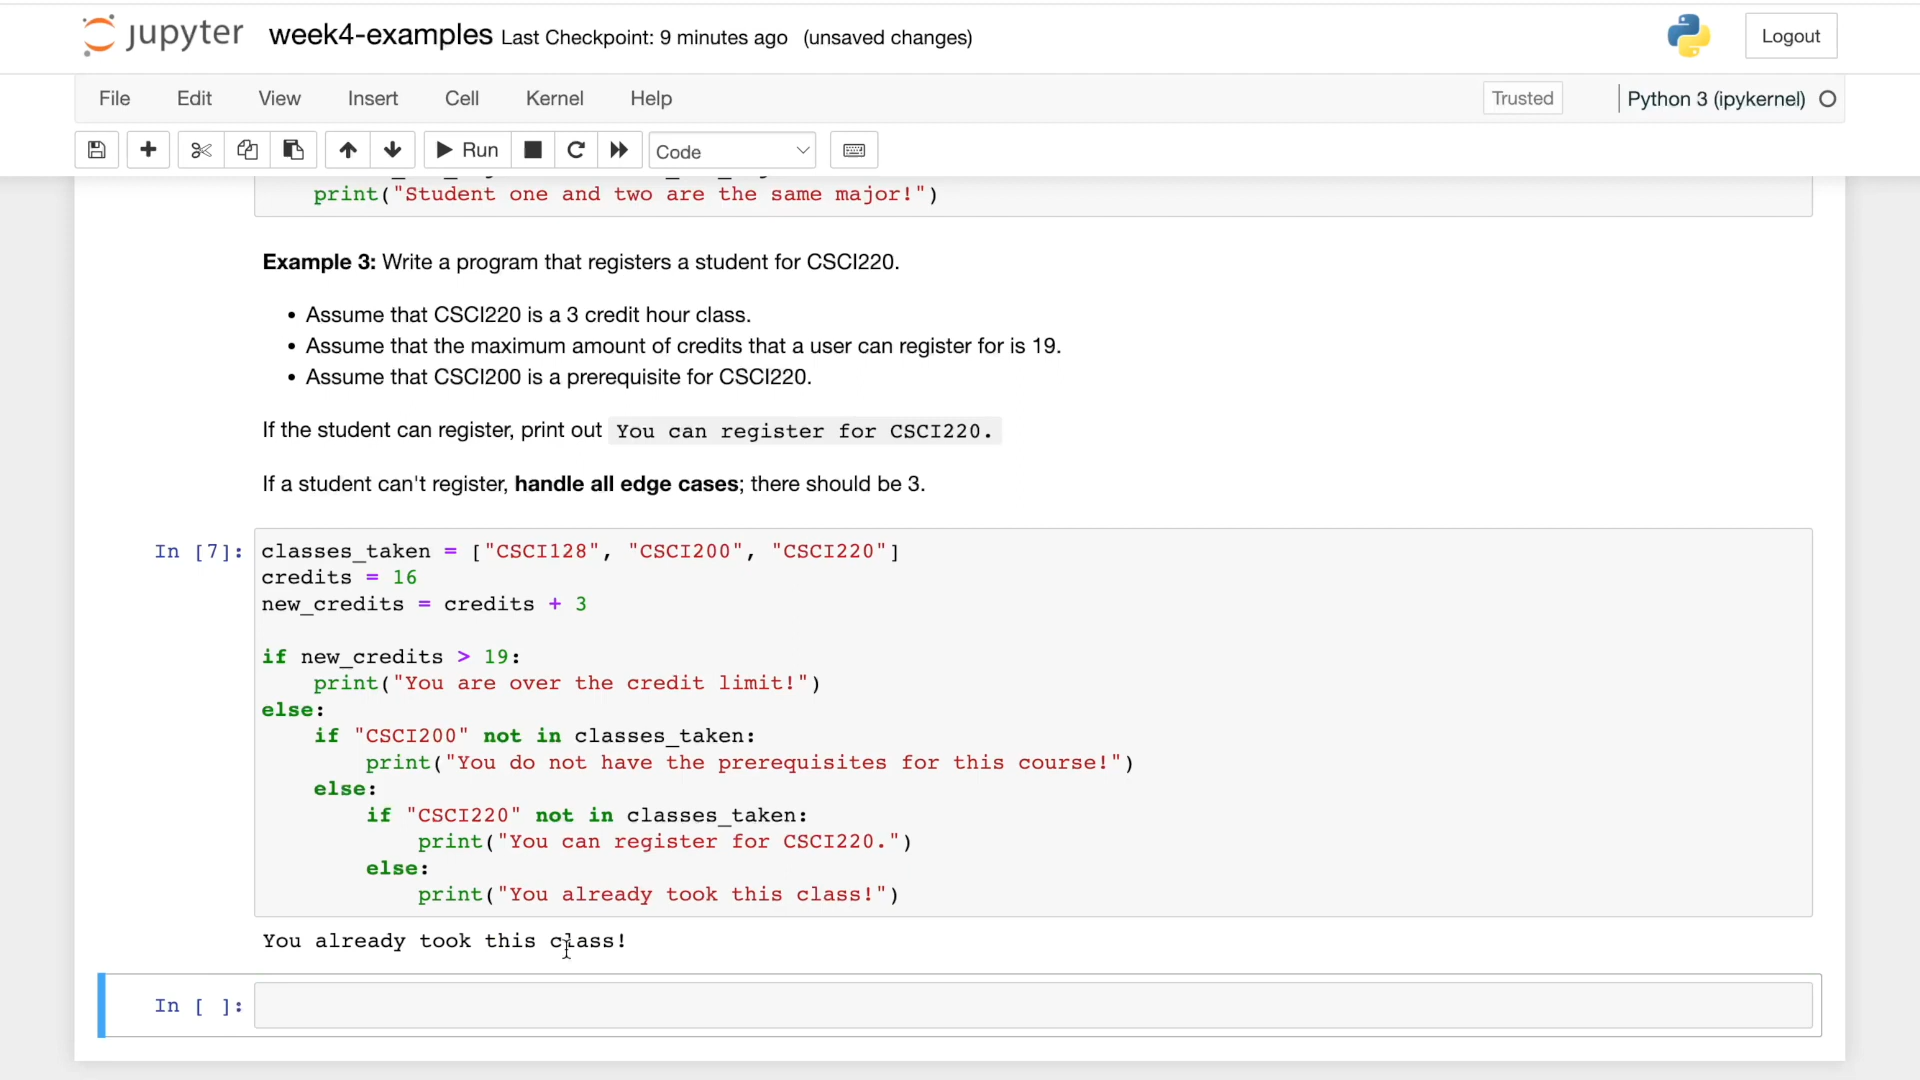 jupyter week4-examples Last Checkpoint: 9 minutes ago (unsaved changes) Logout
File Edit View Insert Cell Kernel Help Trusted Python 3 (ipykernel)
Run Code
    print("Student one and two are the same major!")
Example 3: Write a program that registers a student for CSCI220.
• Assume that CSCI220 is a 3 credit hour class.
• Assume that the maximum amount of credits that a user can register for is 19.
• Assume that CSCI200 is a prerequisite for CSCI220.
If the student can register, print out You can register for CSCI220.
If a student can't register, handle all edge cases; there should be 3.
In [7]: classes_taken = ["CSCI128", "CSCI200", "CSCI220"]
credits = 16
new_credits = credits + 3
if new_credits > 19:
    print("You are over the credit limit!")
else:
    if "CSCI200" not in classes_taken:
        print("You do not have the prerequisites for this course!")
    else:
        if "CSCI220" not in classes_taken:
            print("You can register for CSCI220.")
        else:
            print("You already took this class!")
You already took this class!
In [ ]: